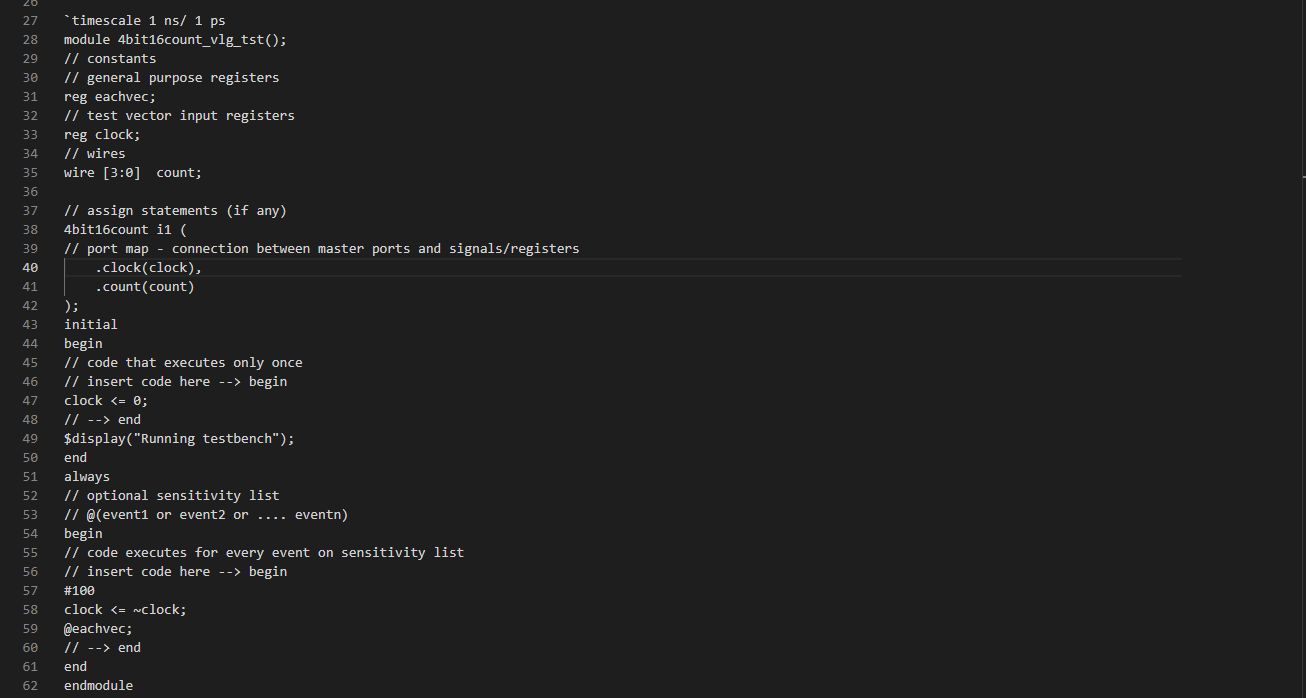 26
27 `timescale 1 ns/ 1 ps
28 module 4bit16count_vlg_tst();
29 // constants
30 // general purpose registers
31 reg eachvec;
32 // test vector input registers
33 reg clock;
34 // wires
35 wire [3:0]  count;
36
37 // assign statements (if any)
38 4bit16count i1 (
39 // port map - connection between master ports and signals/registers
40     .clock(clock),
41     .count(count)
42 );
43 initial
44 begin
45 // code that executes only once
46 // insert code here --> begin
47 clock <= 0;
48 // --> end
49 $display("Running testbench");
50 end
51 always
52 // optional sensitivity list
53 // @(event1 or event2 or .... eventn)
54 begin
55 // code executes for every event on sensitivity list
56 // insert code here --> begin
57 #100
58 clock <= ~clock;
59 @eachvec;
60 // --> end
61 end
62 endmodule